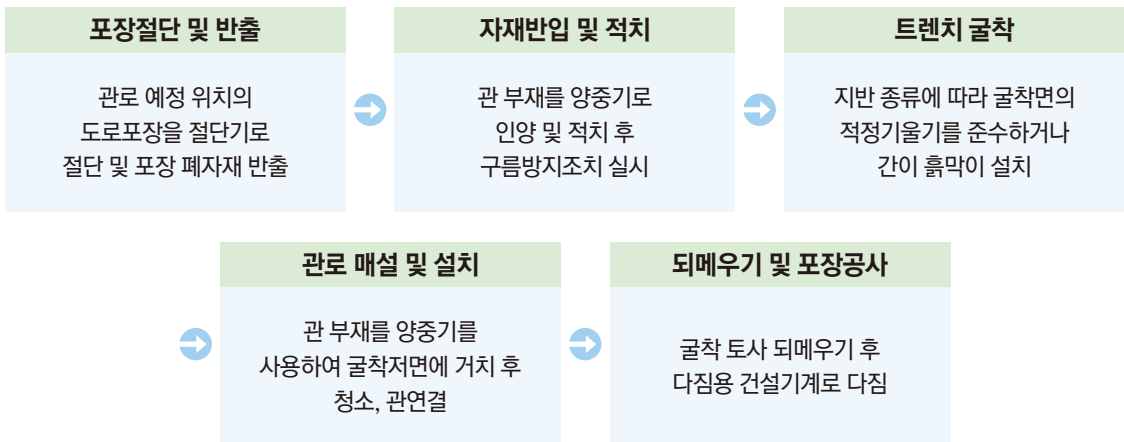 포장절단 및 반출
관로 예정 위치의
도로포장을 절단기로
절단 및 포장 폐자재 반출
자재반입 및 적치
관 부재를 양중기로
인양 및 적치 후
구름방지조치 실시
트렌치 굴착
지반 종류에 따라 굴착면의
적정기울기를 준수하거나
간이 흙막이 설치
관로 매설 및 설치
관 부재를 양중기를
사용하여 굴착저면에 거치 후
청소, 관연결
되메우기 및 포장공사
굴착 토사 되메우기 후
다짐용 건설기계로 다짐